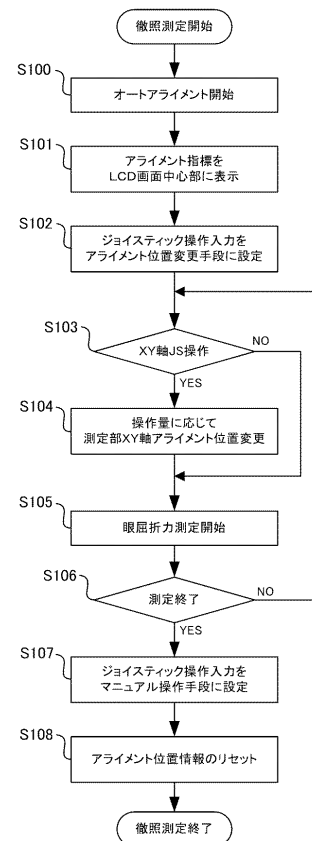 徹照測定開始
S100
オートアライメント開始
S101
アライメント指標を
LCD画面中心部に表示
S102
ジョイスティック操作入力を
アライメント位置変更手段に設定
S103
XY軸JS操作
NO
YES
S104
操作量に応じて
測定部XY軸アライメント位置変更
S105
眼屈折力測定開始
S106
測定終了
NO
YES
S107
ジョイスティック操作入力を
マニュアル操作手段に設定
S108
アライメント位置情報のリセット
徹照測定終了